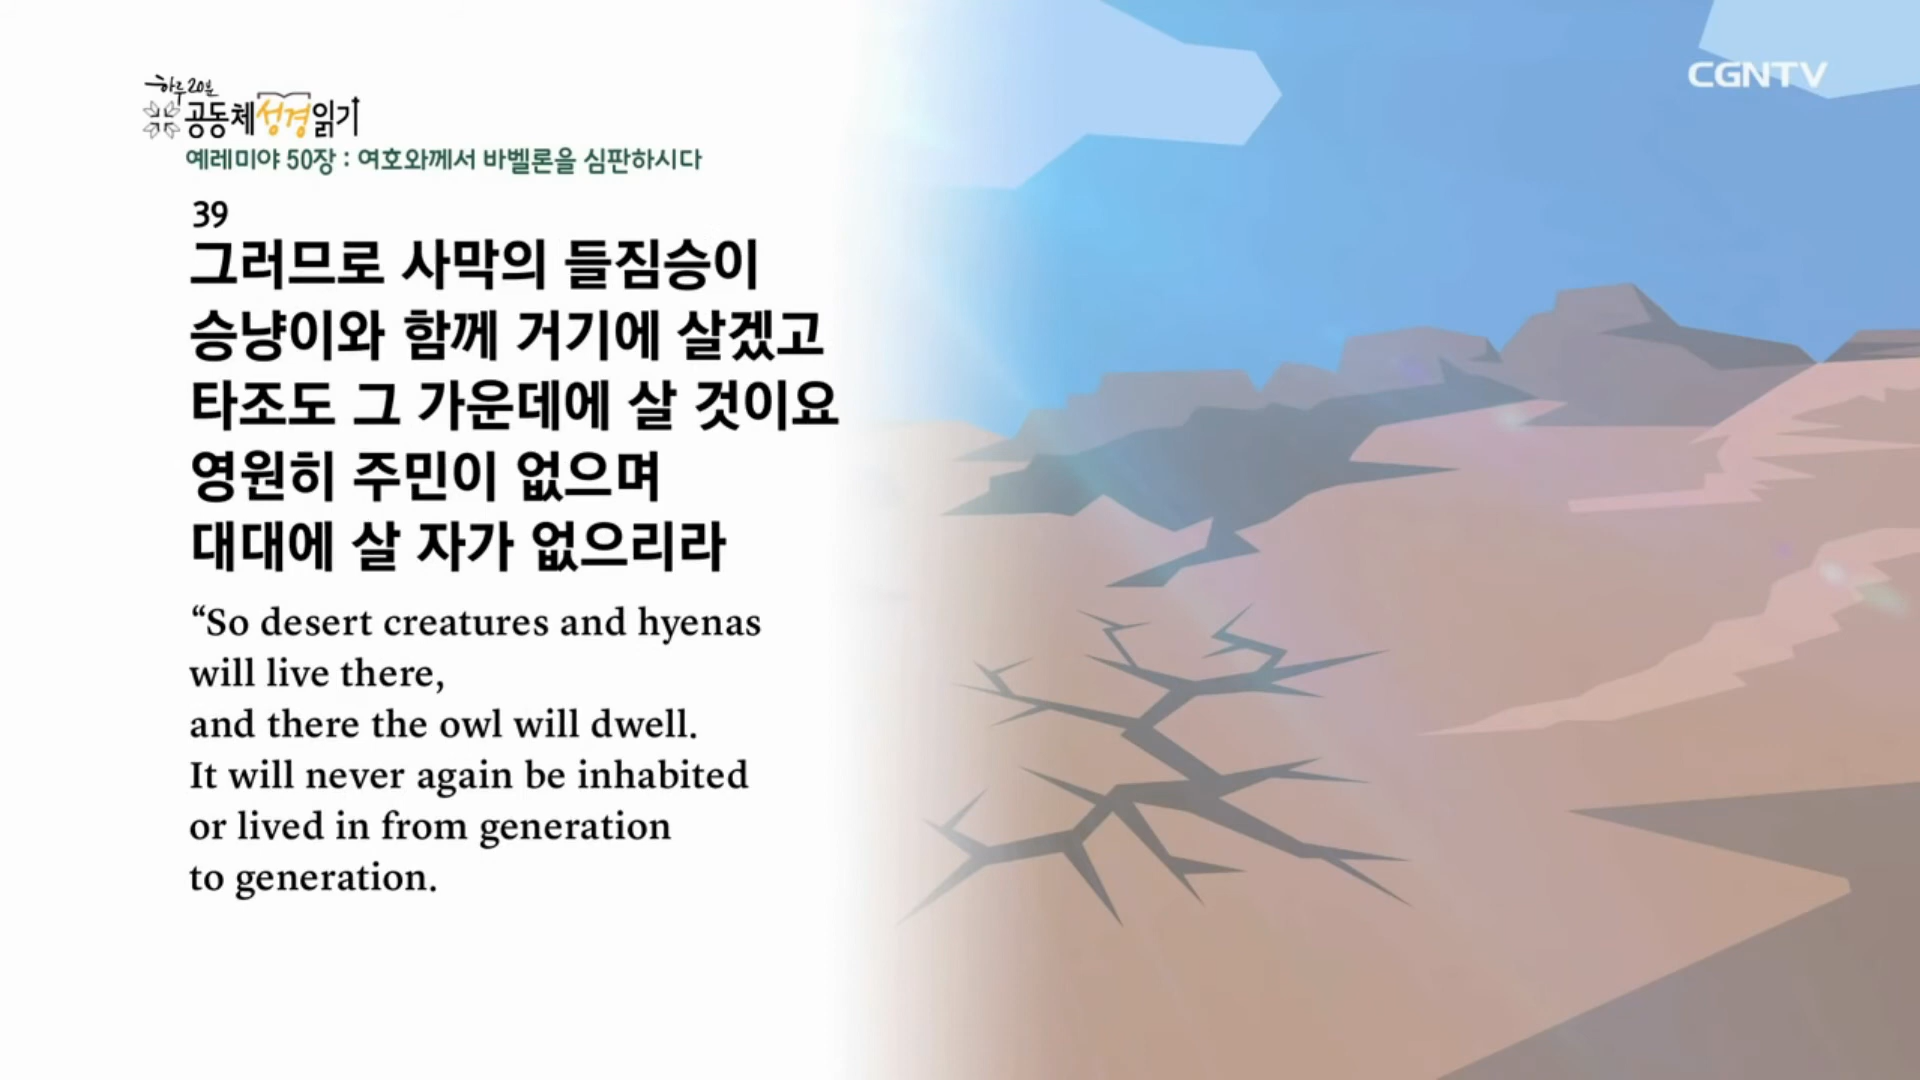 하루 20분
공동체성경읽기
CGNTV
예레미야 50장 : 여호와께서 바벨론을 심판하시다
39
그러므로 사막의 들짐승이
승냥이와 함께 거기에 살겠고
타조도 그 가운데에 살 것이요
영원히 주민이 없으며
대대에 살 자가 없으리라
“So desert creatures and hyenas
will live there,
and there the owl will dwell.
It will never again be inhabited
or lived in from generation
to generation.